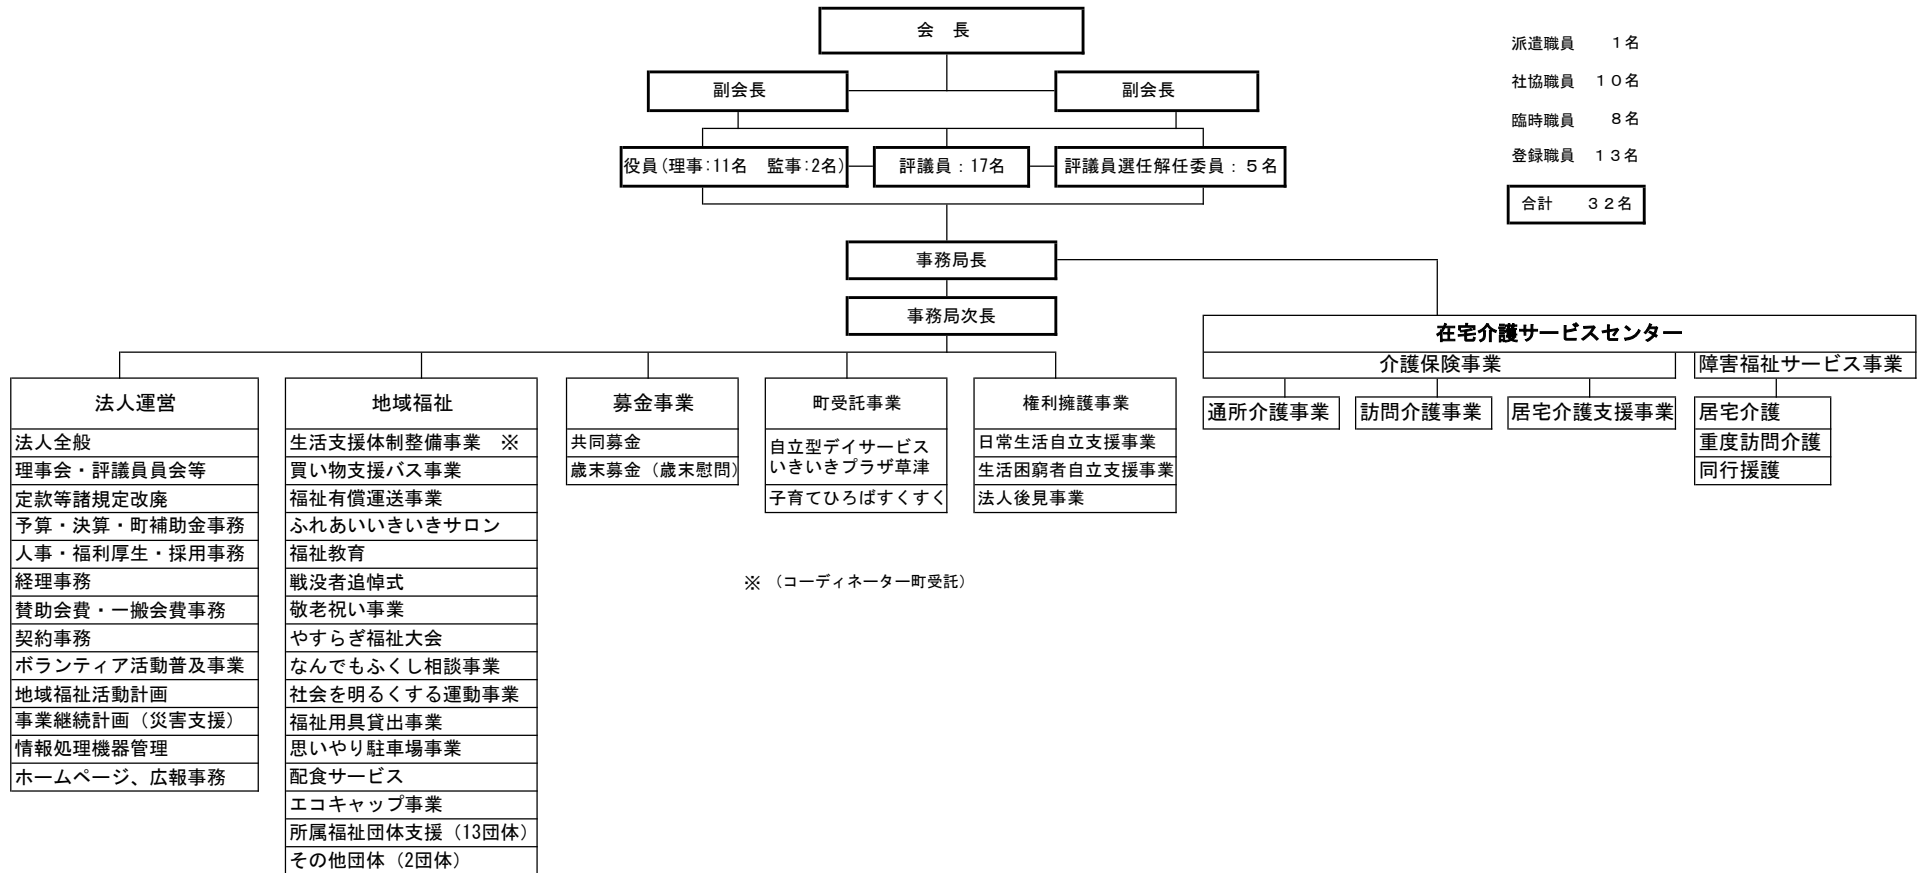 会　長
副会長
副会長
役員(理事:11名　監事:2名)
評議員：17名
評議員選任解任委員：５名
派遣職員　　１名
社協職員　１０名
臨時職員　　８名
登録職員　１３名
合計　　３２名
事務局長
事務局次長
法人運営
法人全般
理事会・評議員員会等
定款等諸規定改廃
予算・決算・町補助金事務
人事・福利厚生・採用事務
経理事務
賛助会費・一搬会費事務
契約事務
ボランティア活動普及事業
地域福祉活動計画
事業継続計画（災害支援）
情報処理機器管理
ホームページ、広報事務
地域福祉
生活支援体制整備事業　※
買い物支援バス事業
福祉有償運送事業
ふれあいいきいきサロン
福祉教育
戦没者追悼式
敬老祝い事業
やすらぎ福祉大会
なんでもふくし相談事業
社会を明るくする運動事業
福祉用具貸出事業
思いやり駐車場事業
配食サービス
エコキャップ事業
所属福祉団体支援（13団体）
その他団体（2団体）
募金事業
共同募金
歳末募金（歳末慰問）
町受託事業
自立型デイサービス
いきいきプラザ草津
子育てひろばすくすく
権利擁護事業
日常生活自立支援事業
生活困窮者自立支援事業
法人後見事業
※　（コーディネーター町受託）
在宅介護サービスセンター
介護保険事業
通所介護事業
訪問介護事業
居宅介護支援事業
障害福祉サービス事業
居宅介護
重度訪問介護
同行援護